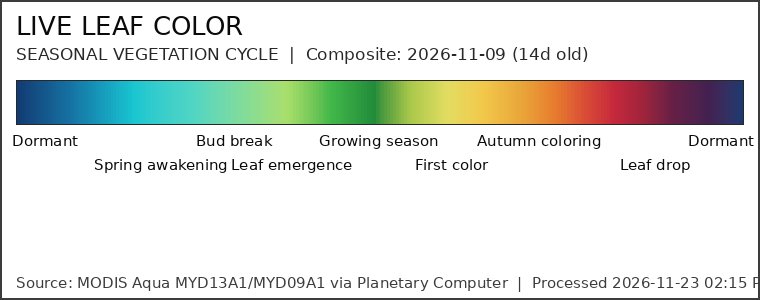 LIVE LEAF COLOR
SEASONAL VEGETATION CYCLE | Composite: 2026-11-09 (14d old)
Dormant Bud break Growing season Autumn coloring Dormant
Spring awakening Leaf emergence First color Leaf drop
Source: MODIS Aqua MYD13A1/MYD09A1 via Planetary Computer | Processed 2026-11-23 02:15 P